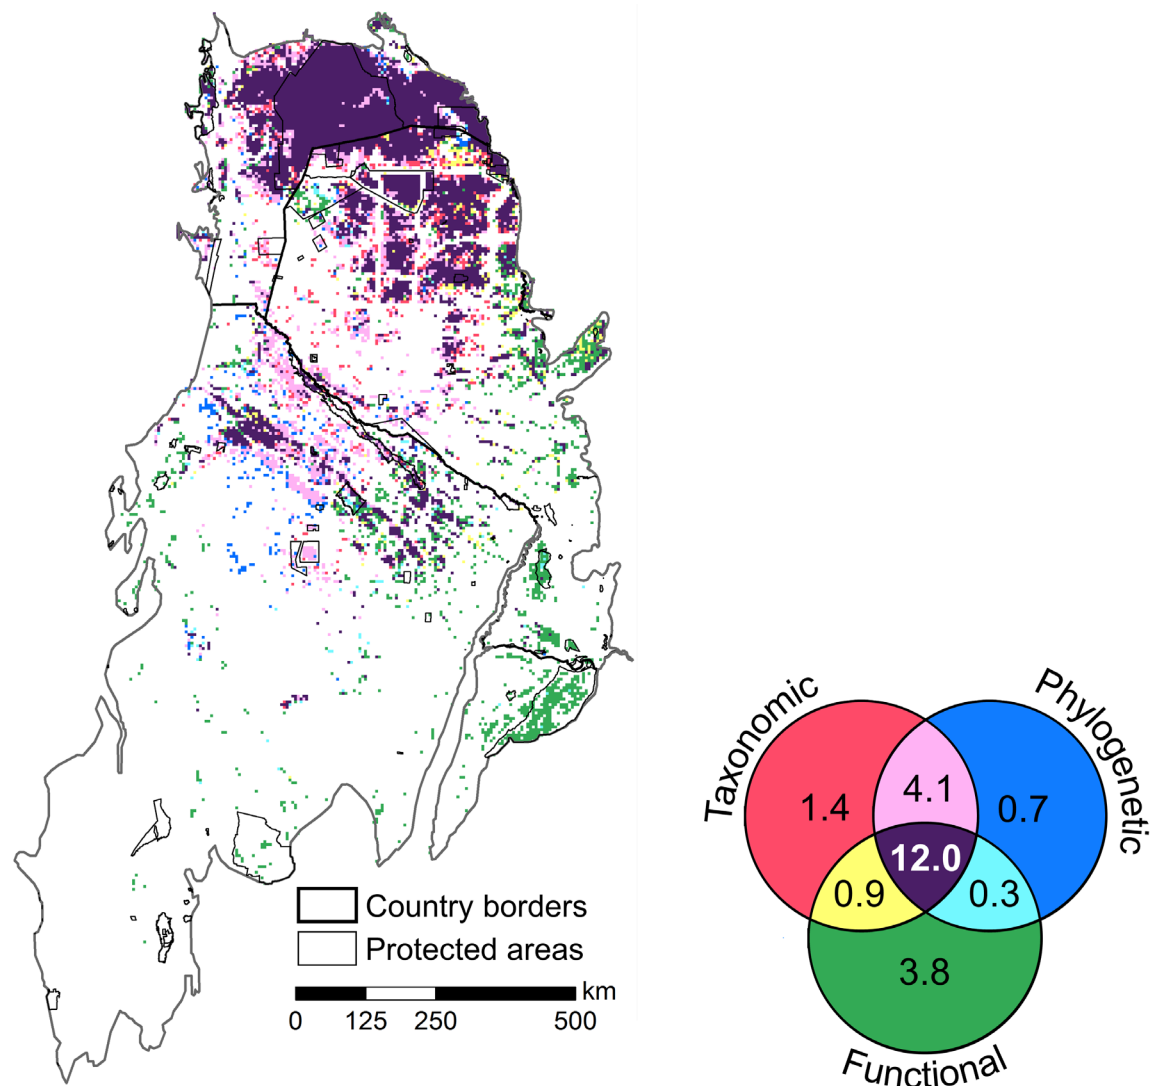 Taxonomic
Phylogenetic
1.4
4.1
0.7
12.0
0.9
0.3
3.8
Functional
Country borders
Protected areas
km
0 125 250 500